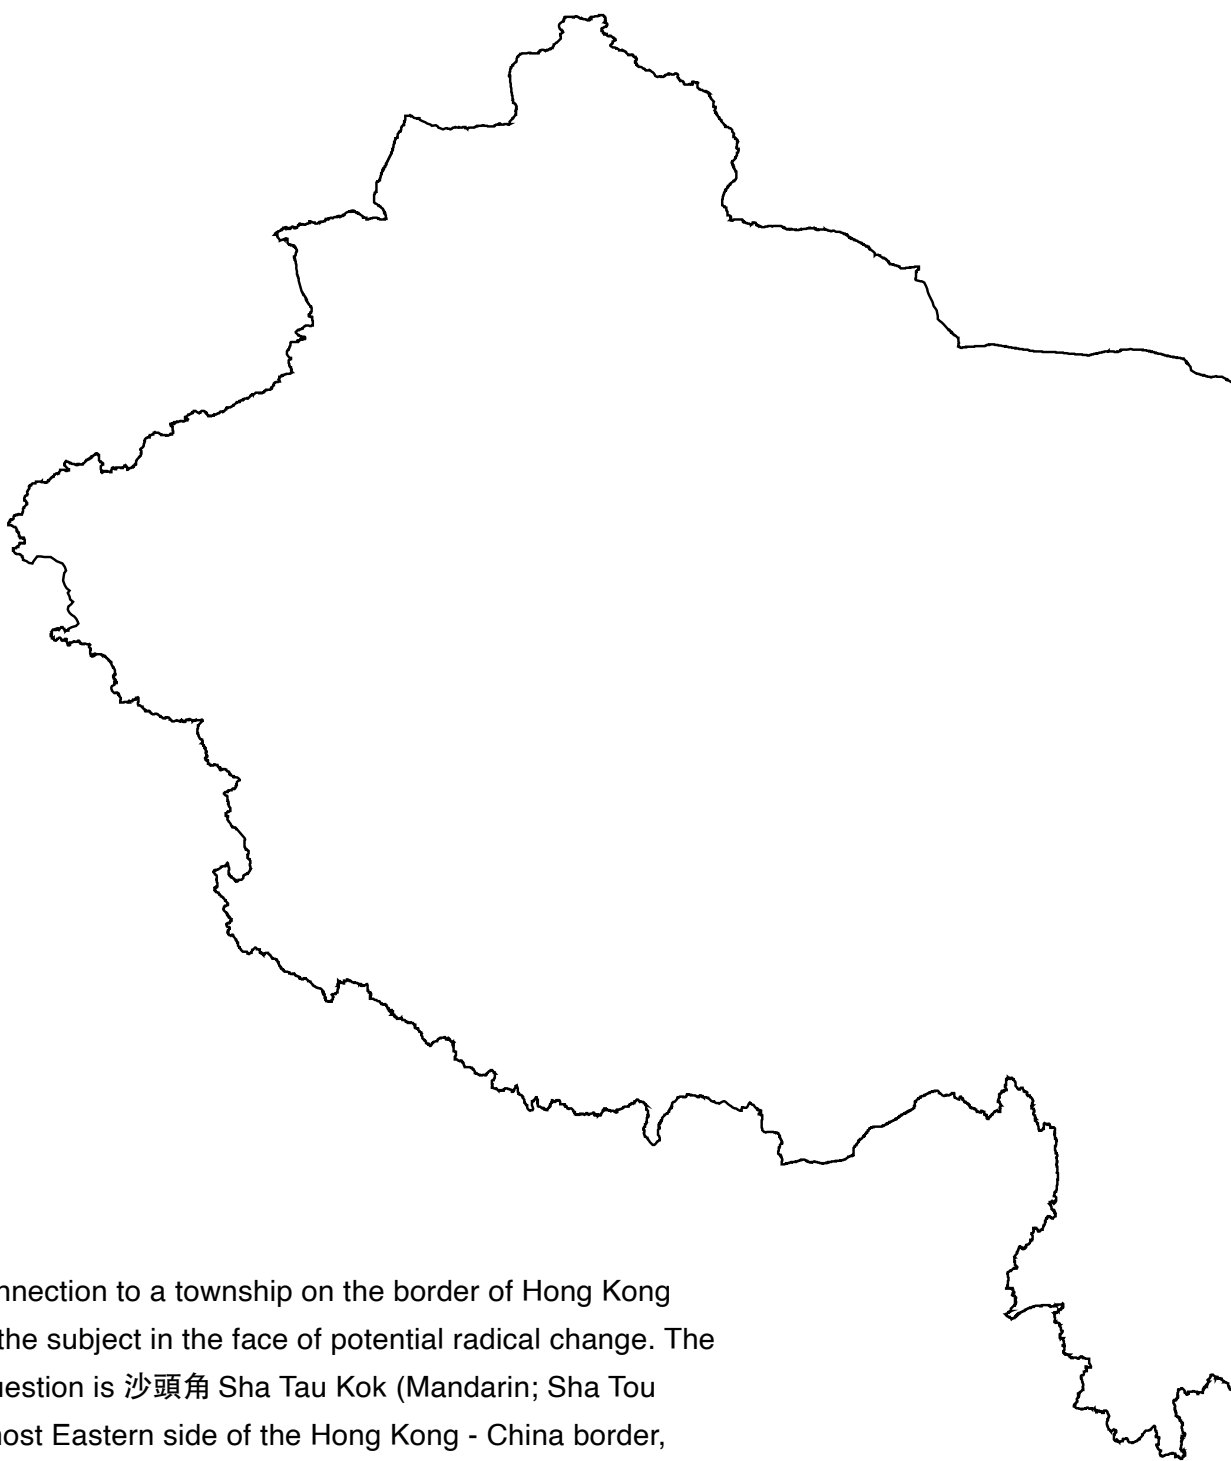 nnection to a township on the border of Hong Kong
the subject in the face of potential radical change. The
uestion is 沙頭角 Sha Tau Kok (Mandarin; Sha Tou
nost Eastern side of the Hong Kong - China border,